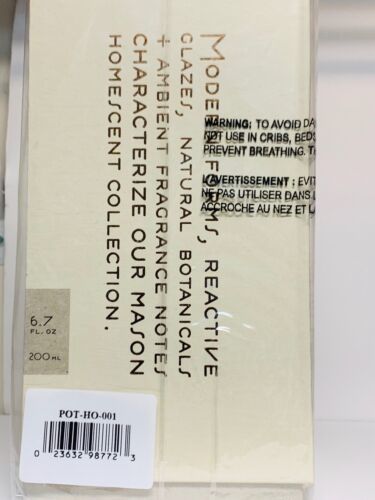 MODERN FORMS, REACTIVE
GLAZES, NATURAL BOTANICALS
+ AMBIENT FRAGRANCE NOTES
CHARACTERIZE OUR MASON
HOMESCENT COLLECTION.
WARNING: TO AVOID DA
NOT USE IN CRIBS, BEDS
PREVENT BREATHING. T
L'AVERTISSEMENT : EVIT
NE PAS UTILISER DANS L
ACCROCHE AU NEZ ET LA
6.7
FL. OZ
200 ML
POT-HO-001
0 23632 98772 3